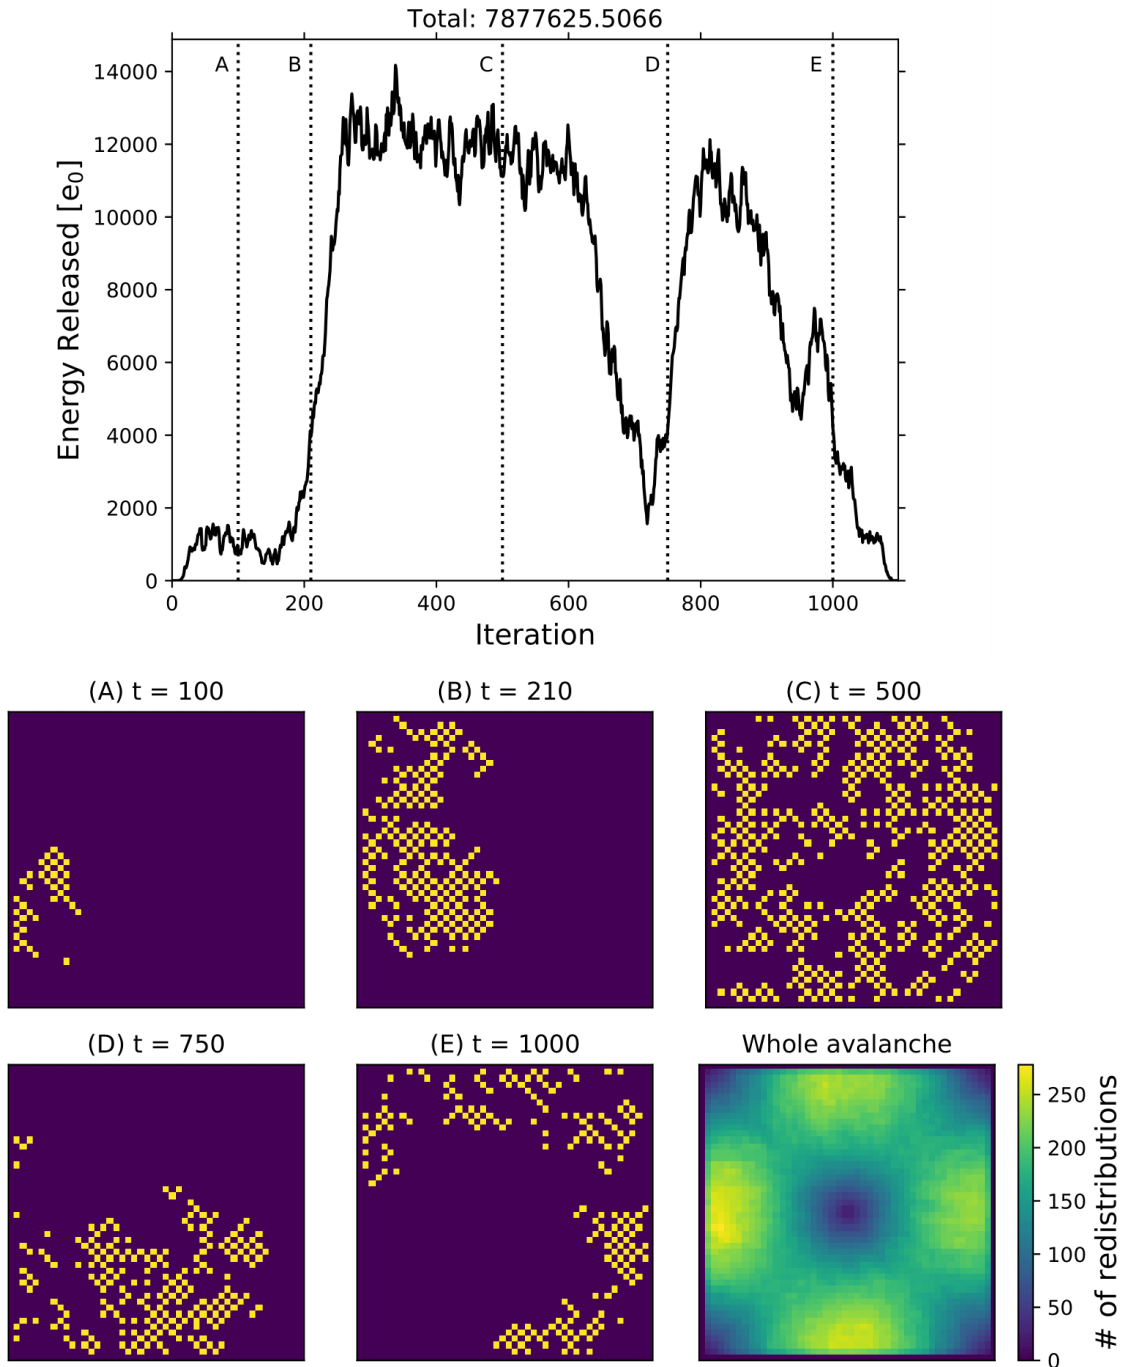 Total: 7877625.5066
A B C D E
14000
12000
10000
8000
6000
4000
2000
0
Energy Released [e₀]
0 200 400 600 800 1000
Iteration
(A) t = 100 (B) t = 210 (C) t = 500
(D) t = 750 (E) t = 1000 Whole avalanche
250
200
150
100
50
0
# of redistributions